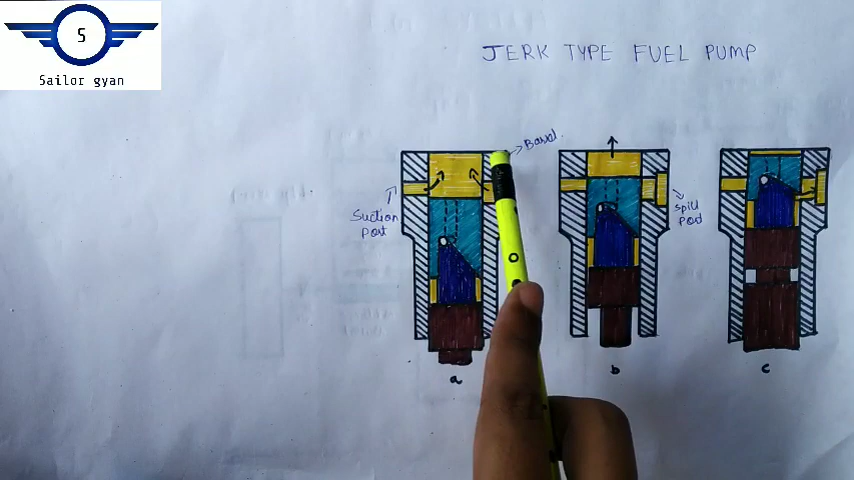 S
Sailor gyan
JERK TYPE FUEL PUMP
Barrel.
Suction
port
Spill
port
a
b
c